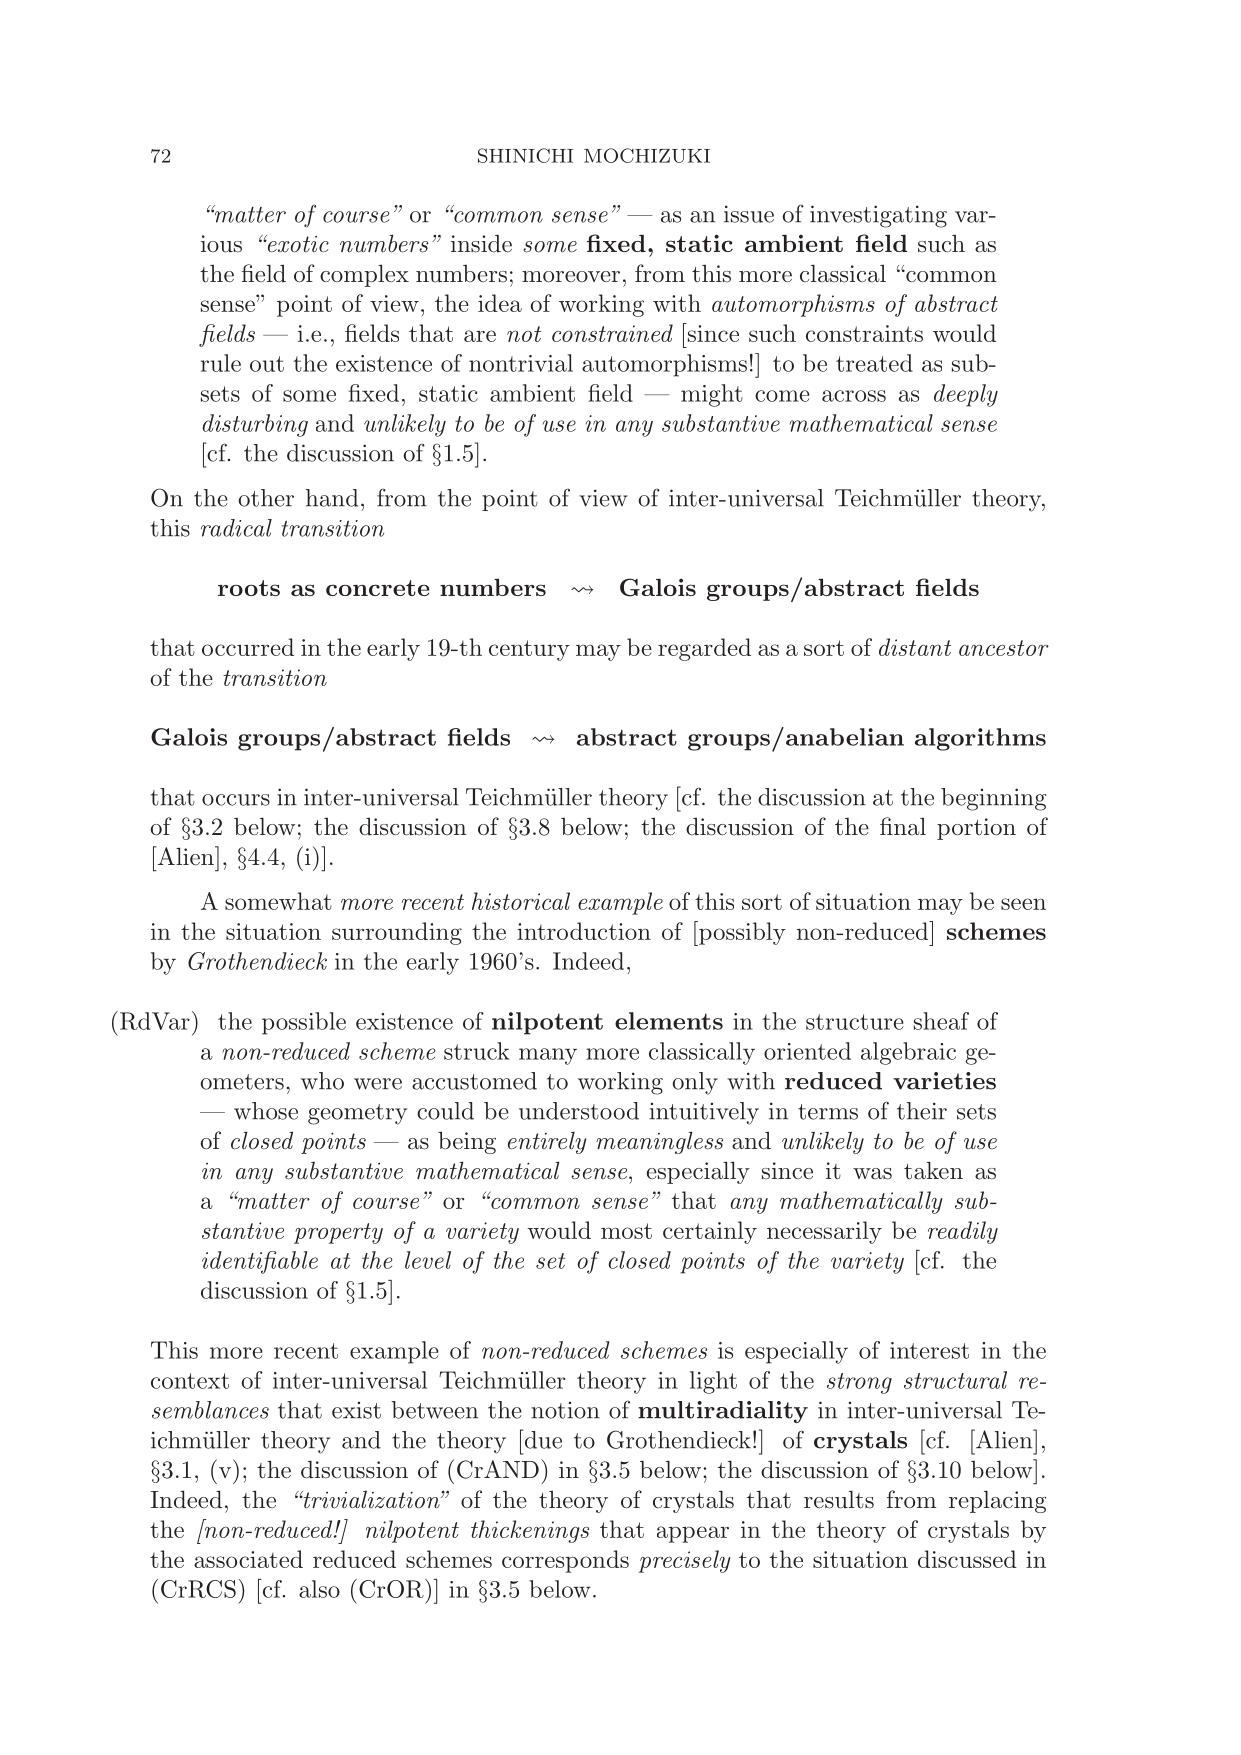 72
SHINICHI MOCHIZUKI
“matter of course” or “common sense” — as an issue of investigating var-
ious “exotic numbers” inside some fixed, static ambient field such as
the field of complex numbers; moreover, from this more classical “common
sense” point of view, the idea of working with automorphisms of abstract
fields — i.e., fields that are not constrained [since such constraints would
rule out the existence of nontrivial automorphisms!] to be treated as sub-
sets of some fixed, static ambient field — might come across as deeply
disturbing and unlikely to be of use in any substantive mathematical sense
[cf. the discussion of §1.5].
On the other hand, from the point of view of inter-universal Teichmüller theory,
this radical transition
roots as concrete numbers ⇝ Galois groups/abstract fields
that occurred in the early 19-th century may be regarded as a sort of distant ancestor
of the transition
Galois groups/abstract fields ⇝ abstract groups/anabelian algorithms
that occurs in inter-universal Teichmüller theory [cf. the discussion at the beginning
of §3.2 below; the discussion of §3.8 below; the discussion of the final portion of
[Alien], §4.4, (i)].
A somewhat more recent historical example of this sort of situation may be seen
in the situation surrounding the introduction of [possibly non-reduced] schemes
by Grothendieck in the early 1960’s. Indeed,
(RdVar) the possible existence of nilpotent elements in the structure sheaf of
a non-reduced scheme struck many more classically oriented algebraic ge-
ometers, who were accustomed to working only with reduced varieties
— whose geometry could be understood intuitively in terms of their sets
of closed points — as being entirely meaningless and unlikely to be of use
in any substantive mathematical sense, especially since it was taken as
a “matter of course” or “common sense” that any mathematically sub-
stantive property of a variety would most certainly necessarily be readily
identifiable at the level of the set of closed points of the variety [cf. the
discussion of §1.5].
This more recent example of non-reduced schemes is especially of interest in the
context of inter-universal Teichmüller theory in light of the strong structural re-
semblances that exist between the notion of multiradiality in inter-universal Te-
ichmüller theory and the theory [due to Grothendieck!] of crystals [cf. [Alien],
§3.1, (v); the discussion of (CrAND) in §3.5 below; the discussion of §3.10 below].
Indeed, the “trivialization” of the theory of crystals that results from replacing
the [non-reduced!] nilpotent thickenings that appear in the theory of crystals by
the associated reduced schemes corresponds precisely to the situation discussed in
(CrRCS) [cf. also (CrOR)] in §3.5 below.